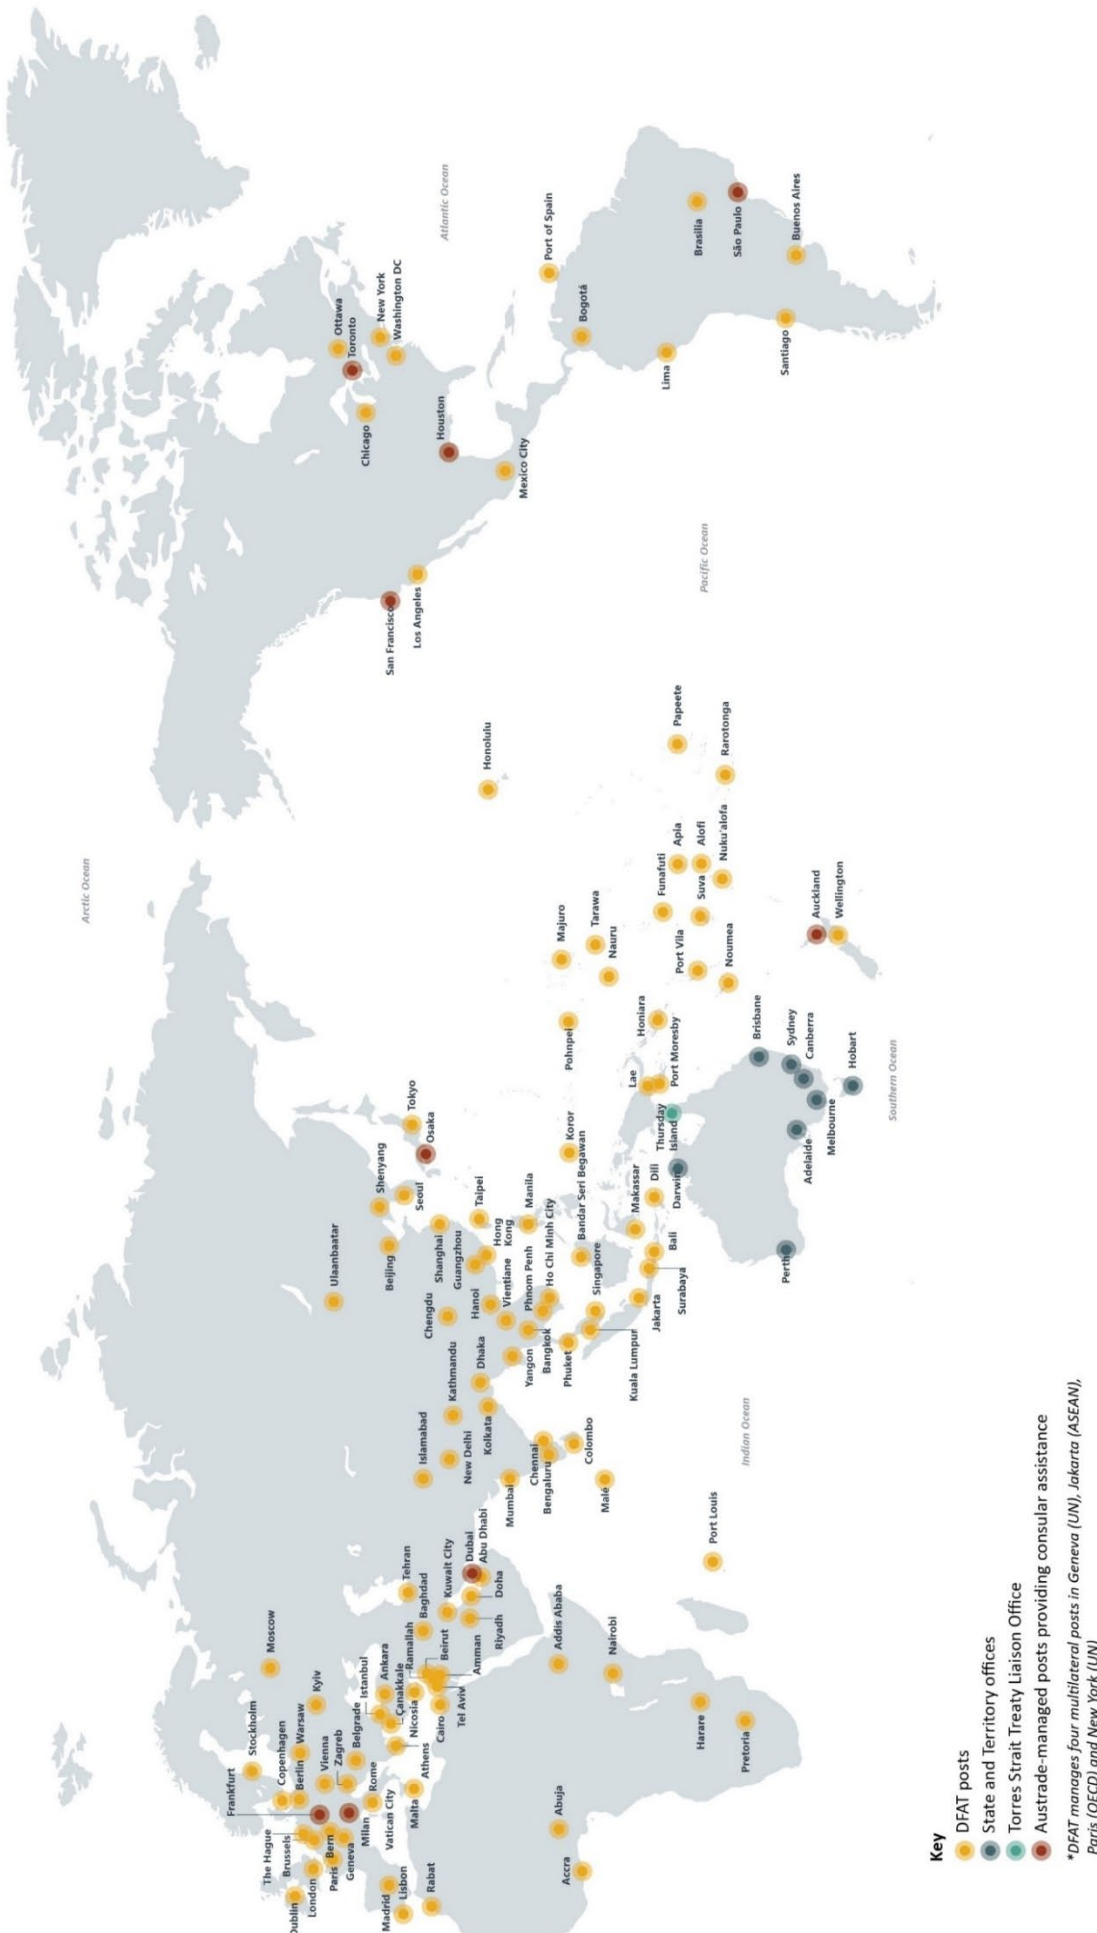 Arctic Ocean
Atlantic Ocean
Pacific Ocean
Indian Ocean
Southern Ocean
Dublin
London
The Hague
Brussels
Paris
Bern
Geneva
Frankfurt
Copenhagen
Berlin
Stockholm
Warsaw
Vienna
Zagreb
Belgrade
Kyiv
Moscow
Milan
Rome
Vatican City
Madrid
Lisbon
Rabat
Malta
Athens
Istanbul
Çanakkale
Ankara
Nicosia
Cairo
Tel Aviv
Ramallah
Beirut
Amman
Baghdad
Tehran
Kuwait City
Riyadh
Doha
Dubai
Abu Dhabi
Accra
Abuja
Addis Ababa
Nairobi
Harare
Pretoria
Port Louis
Islamabad
New Delhi
Kathmandu
Kolkata
Dhaka
Mumbai
Chennai
Bengaluru
Colombo
Malé
Ulaanbaatar
Beijing
Shenyang
Seoul
Tokyo
Osaka
Shanghai
Chengdu
Guangzhou
Hong
Kong
Taipei
Hanoi
Vientiane
Yangon
Bangkok
Phnom Penh
Ho Chi Minh City
Manila
Phuket
Kuala Lumpur
Singapore
Bandar Seri Begawan
Jakarta
Surabaya
Bali
Makassar
Dili
Koror
Pohnpei
Majuro
Tarawa
Nauru
Honiara
Lae
Port Moresby
Thursday
Island
Darwin
Perth
Adelaide
Melbourne
Hobart
Canberra
Sydney
Brisbane
Noumea
Port Vila
Suva
Funafuti
Apia
Alofi
Nuku'alofa
Rarotonga
Papeete
Auckland
Wellington
Honolulu
San Francisco
Los Angeles
Houston
Mexico City
Chicago
Toronto
Ottawa
New York
Washington DC
Port of Spain
Bogotá
Lima
Brasilia
São Paulo
Buenos Aires
Santiago
Key
DFAT posts
State and Territory offices
Torres Strait Treaty Liaison Office
Austrade-managed posts providing consular assistance
*DFAT manages four multilateral posts in Geneva (UN), Jakarta (ASEAN),
Paris (OECD) and New York (UN)